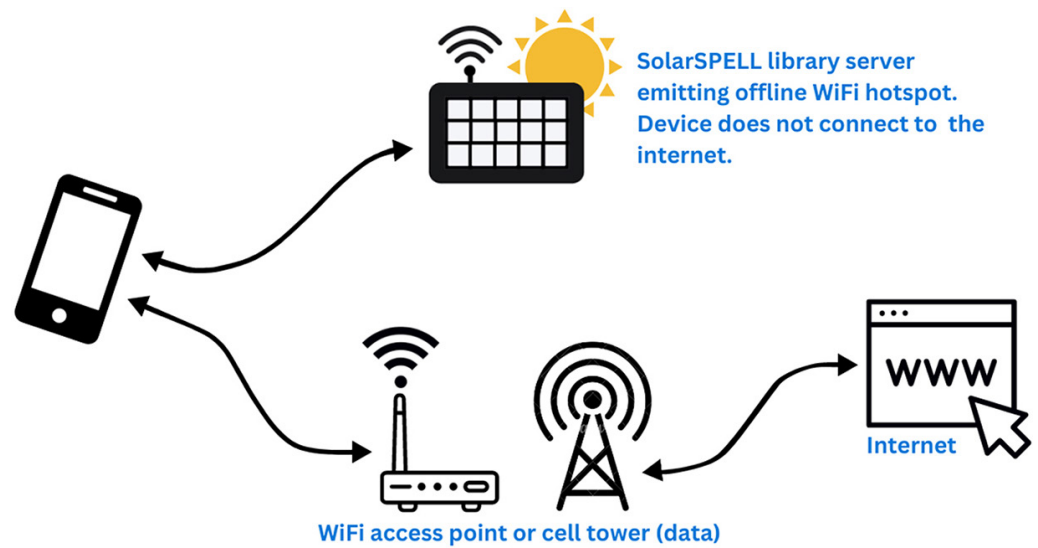 SolarSPELL library server
emitting offline WiFi hotspot.
Device does not connect to the
internet.
WWW
Internet
WiFi access point or cell tower (data)